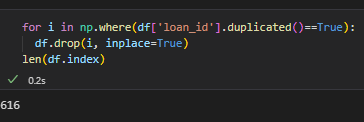 for i in np.where(df['loan_id'].duplicated()==True):
  df.drop(i, inplace=True)
len(df.index)
0.2s
616